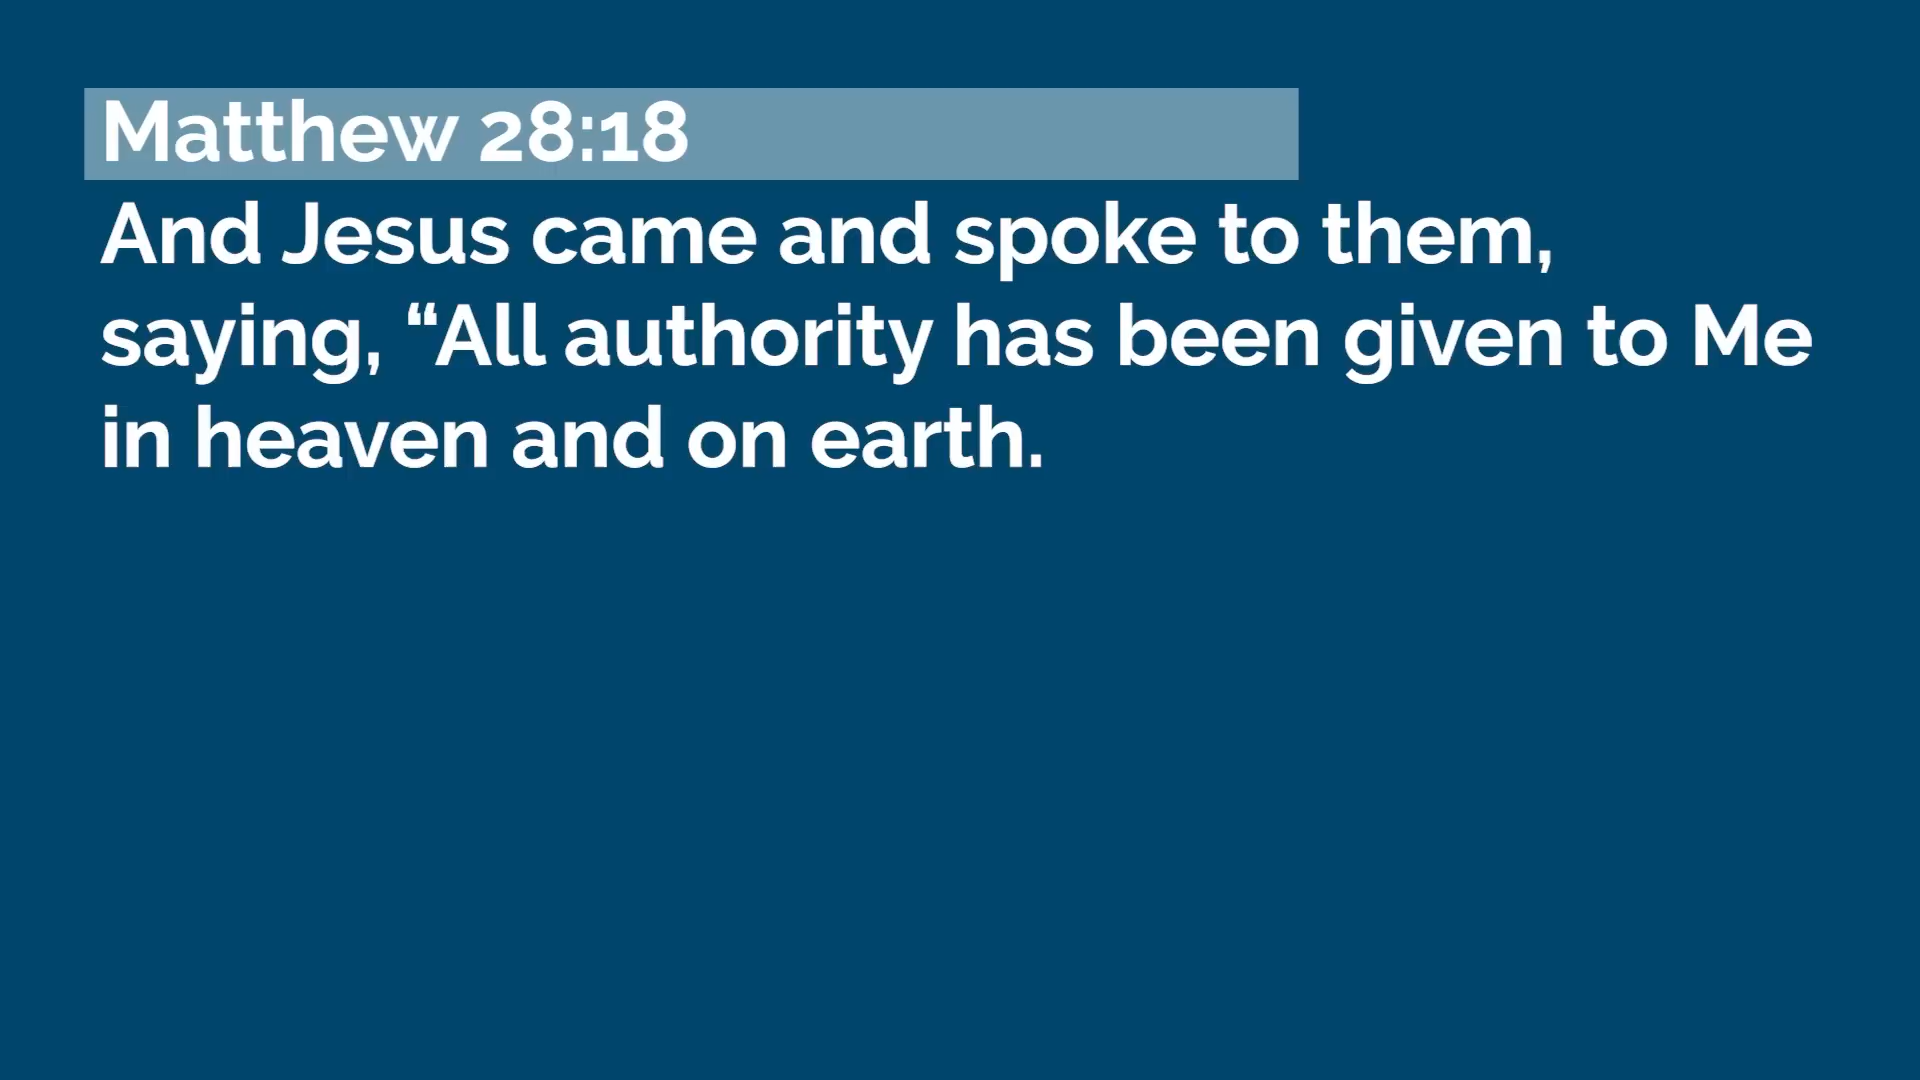 Matthew 28:18
And Jesus came and spoke to them,
saying, “All authority has been given to Me
in heaven and on earth.